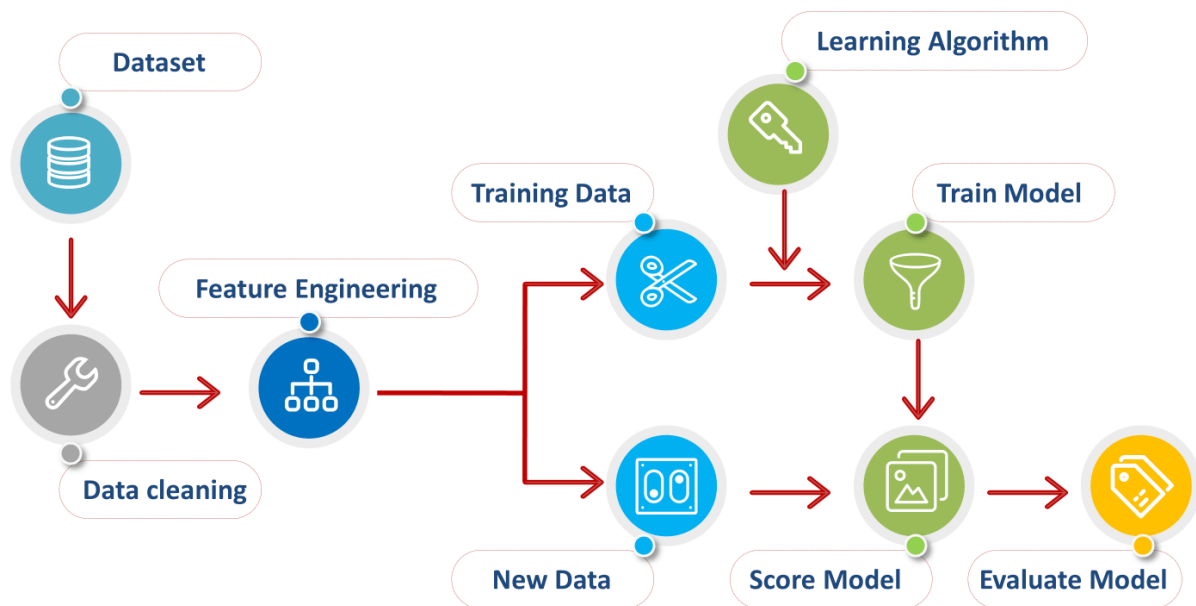 Dataset
Learning Algorithm
Training Data
Train Model
Feature Engineering
Data cleaning
New Data
Score Model
Evaluate Model